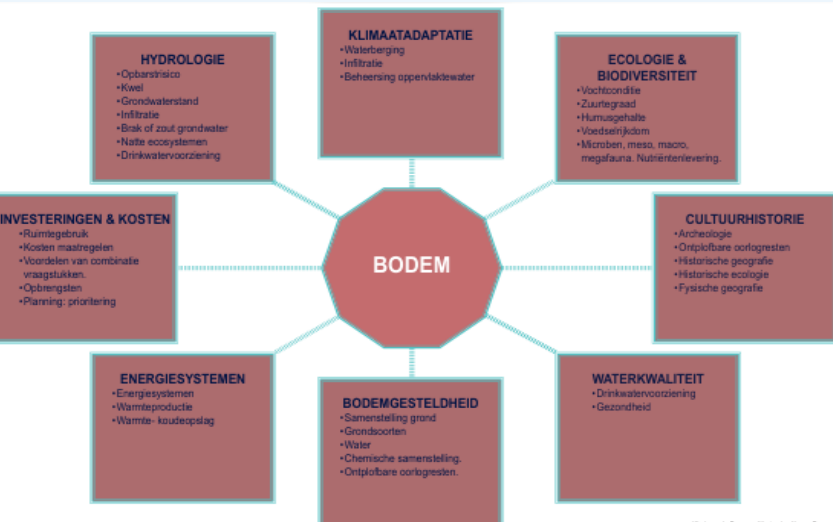 KLIMAATADAPTATIE
•Waterberging
•Infiltratie
•Beheersing oppervlaktewater
HYDROLOGIE
•Opbarstrisico
•Kwel
•Grondwaterstand
•Infiltratie
•Brak of zout grondwater
•Natte ecosystemen
•Drinkwatervoorziening
ECOLOGIE &
BIODIVERSITEIT
•Vochtconditie
•Zuurtegraad
•Humusgehalte
•Voedselrijkdom
•Microben, meso, macro,
megafauna. Nutriëntenlevering.
INVESTERINGEN & KOSTEN
•Ruimtegebruik
•Kosten maatregelen
•Voordelen van combinatie
vraagstukken.
•Opbrengsten
•Planning: prioritering
BODEM
CULTUURHISTORIE
•Archeologie
•Ontplofbare oorlogresten
•Historische geografie
•Historische ecologie
•Fysische geografie
ENERGIESYSTEMEN
•Energiesystemen
•Warmteproductie
•Warmte- koudeopslag
BODEMGESTELDHEID
•Samenstelling grond
•Grondsoorten
•Water
•Chemische samenstelling.
•Ontplofbare oorlogresten.
WATERKWALITEIT
•Drinkwatervoorziening
•Gezondheid